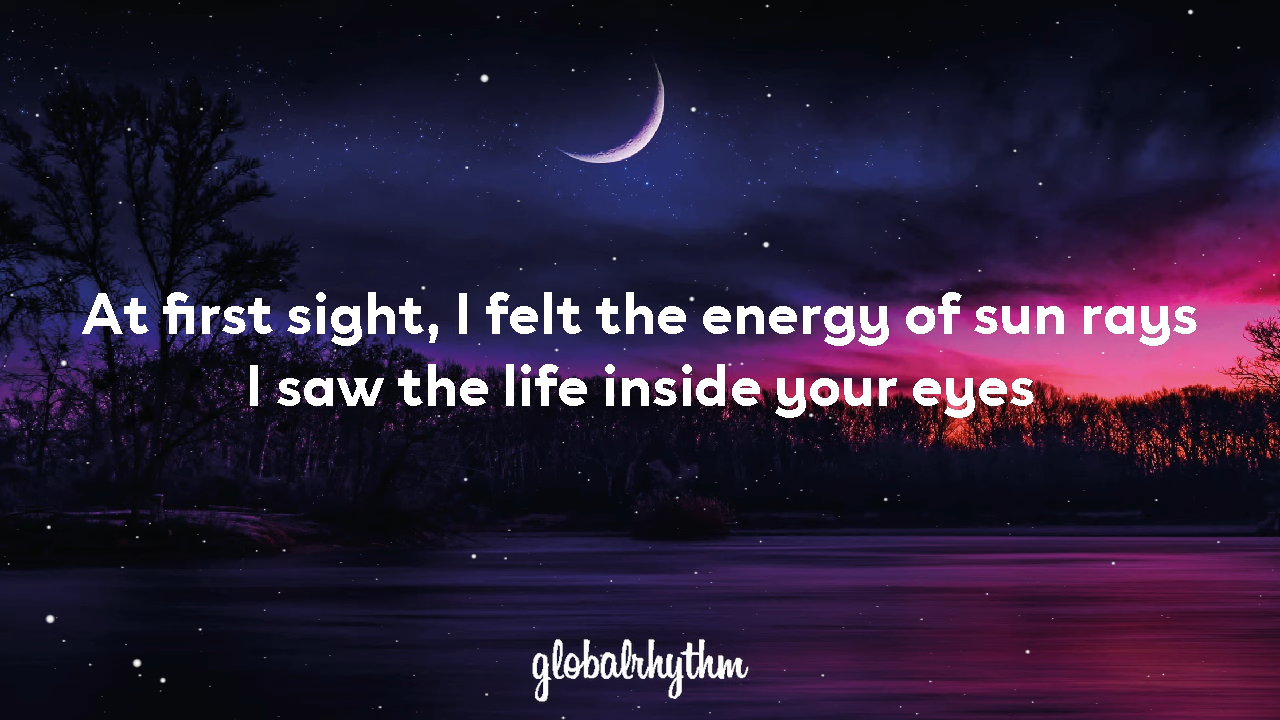 At first sight, I felt the energy of sun rays
I saw the life inside your eyes
globalrhythm